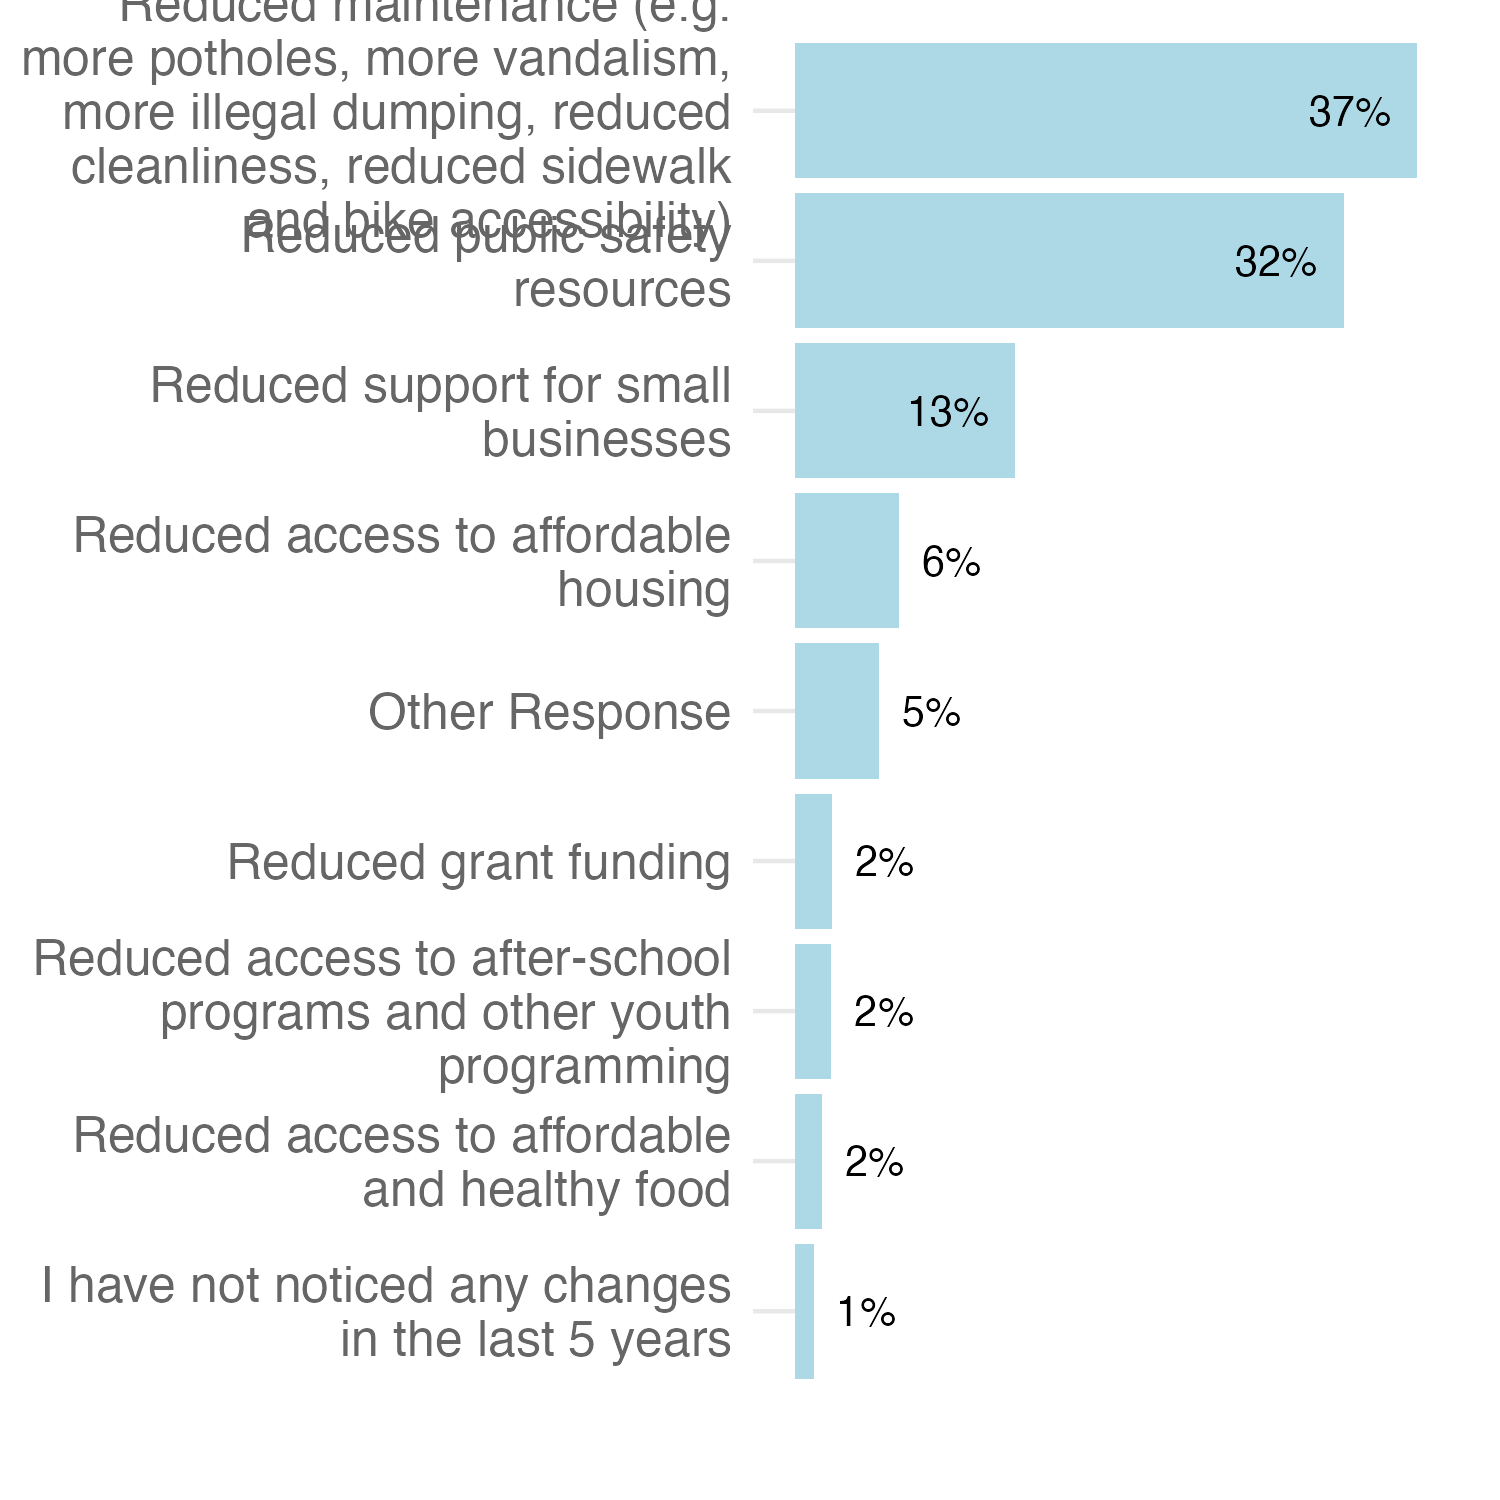 Reduced maintenance (e.g.
more potholes, more vandalism,
more illegal dumping, reduced
cleanliness, reduced sidewalk
and bike accessibility)
37%
Reduced public safety
resources
32%
Reduced support for small
businesses
13%
Reduced access to affordable
housing
6%
Other Response
5%
Reduced grant funding
2%
Reduced access to after-school
programs and other youth
programming
2%
Reduced access to affordable
and healthy food
2%
I have not noticed any changes
in the last 5 years
1%